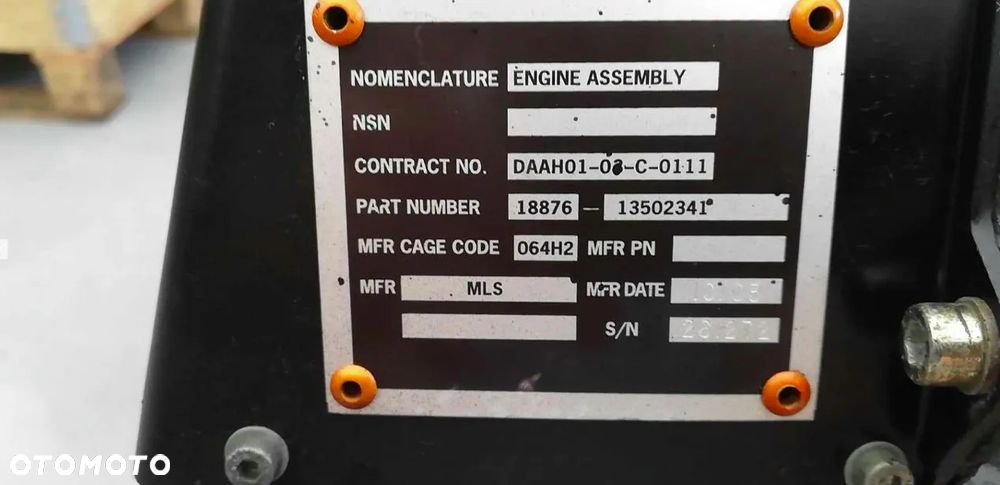 NOMENCLATURE ENGINE ASSEMBLY
NSN
CONTRACT NO. DAAH01-03-C-0111
PART NUMBER 18876 - 13502341
MFR CAGE CODE 064H2 MFR PN
MFR MLS MFR DATE
S/N
OTOMOTO